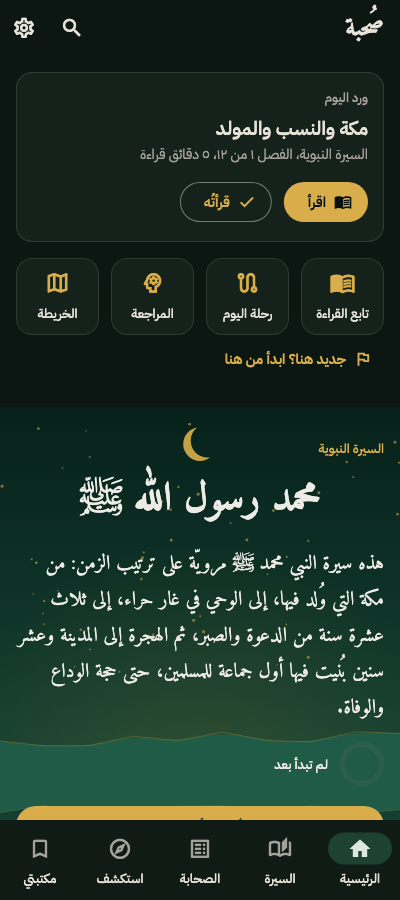 صُحبة
ورد اليوم
مكة والنسب والمولد
السيرة النبوية، الفصل ١ من ١٢، ٥ دقائق قراءة
اقرأ
قرأتُه
تابع القراءة
رحلة اليوم
المراجعة
الخريطة
جديد هنا؟ ابدأ من هنا
السيرة النبوية
محمد رسول الله ﷺ
هذه سيرة النبي محمد ﷺ مرويّة على ترتيب الزمن: من
مكة التي وُلد فيها، إلى الوحي في غار حراء، إلى ثلاث
عشرة سنة من الدعوة والصبر، ثم الهجرة إلى المدينة وعشر
سنين بُنيت فيها أول جماعة للمسلمين، حتى حجة الوداع
والوفاة.
لم تبدأ بعد
الرئيسية
السيرة
الصحابة
استكشف
مكتبتي